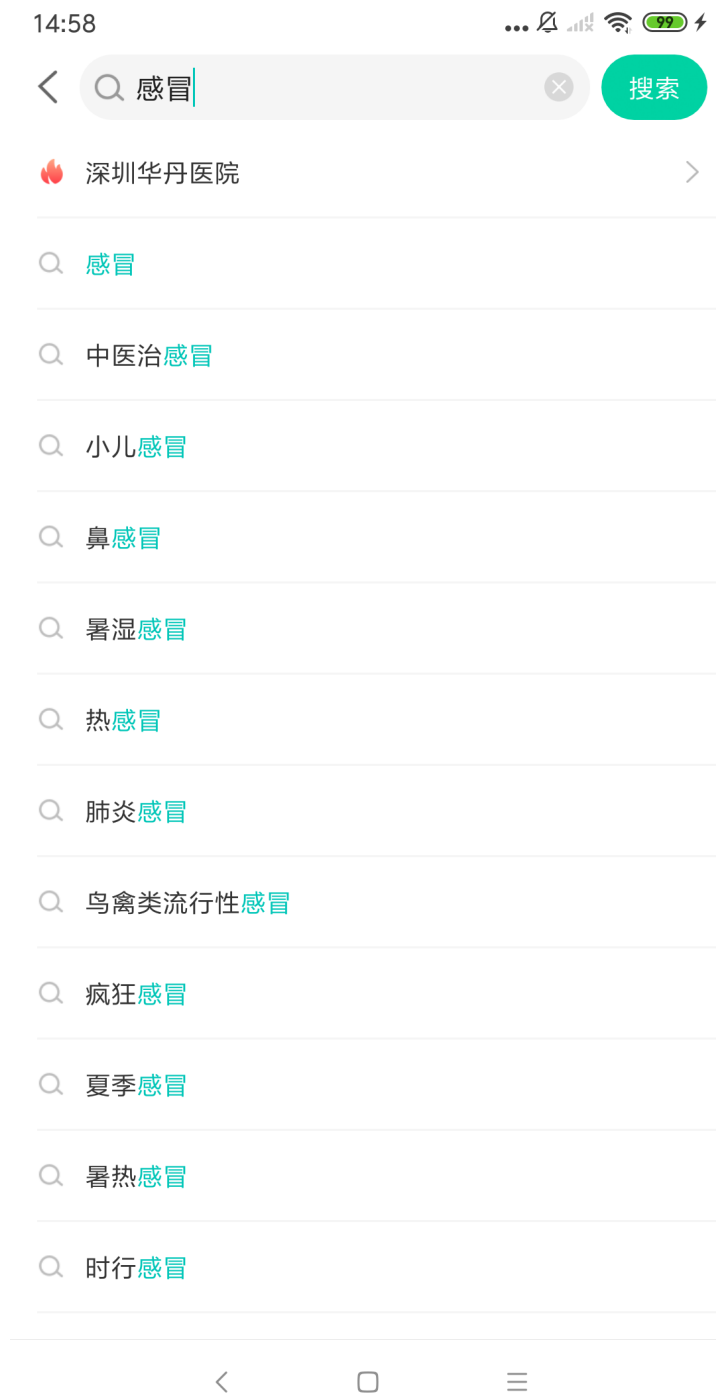 14:58
99
感冒
搜索
深圳华丹医院
感冒
中医治感冒
小儿感冒
鼻感冒
暑湿感冒
热感冒
肺炎感冒
鸟禽类流行性感冒
疯狂感冒
夏季感冒
暑热感冒
时行感冒